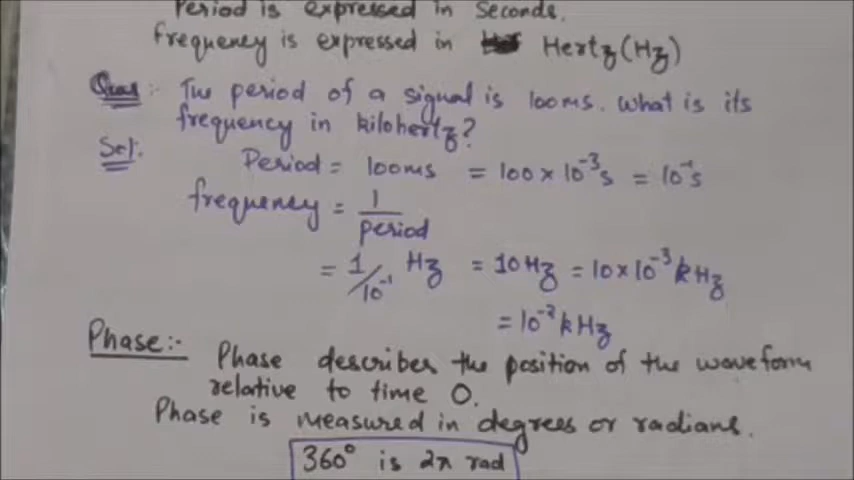 Period is expressed in Seconds.
frequency is expressed in Hertz(Hz)
Ques:- The period of a signal is 100ms. What is its
frequency in kilohertz?
Sol:- Period = 100ms = 100 × 10⁻³s = 10⁻¹s
frequency = 1/period
= 1/10⁻¹ Hz = 10Hz = 10×10⁻³ kHz
= 10⁻² kHz
Phase:-
Phase describes the position of the waveform
relative to time 0.
Phase is measured in degrees or radians.
360° is 2π rad